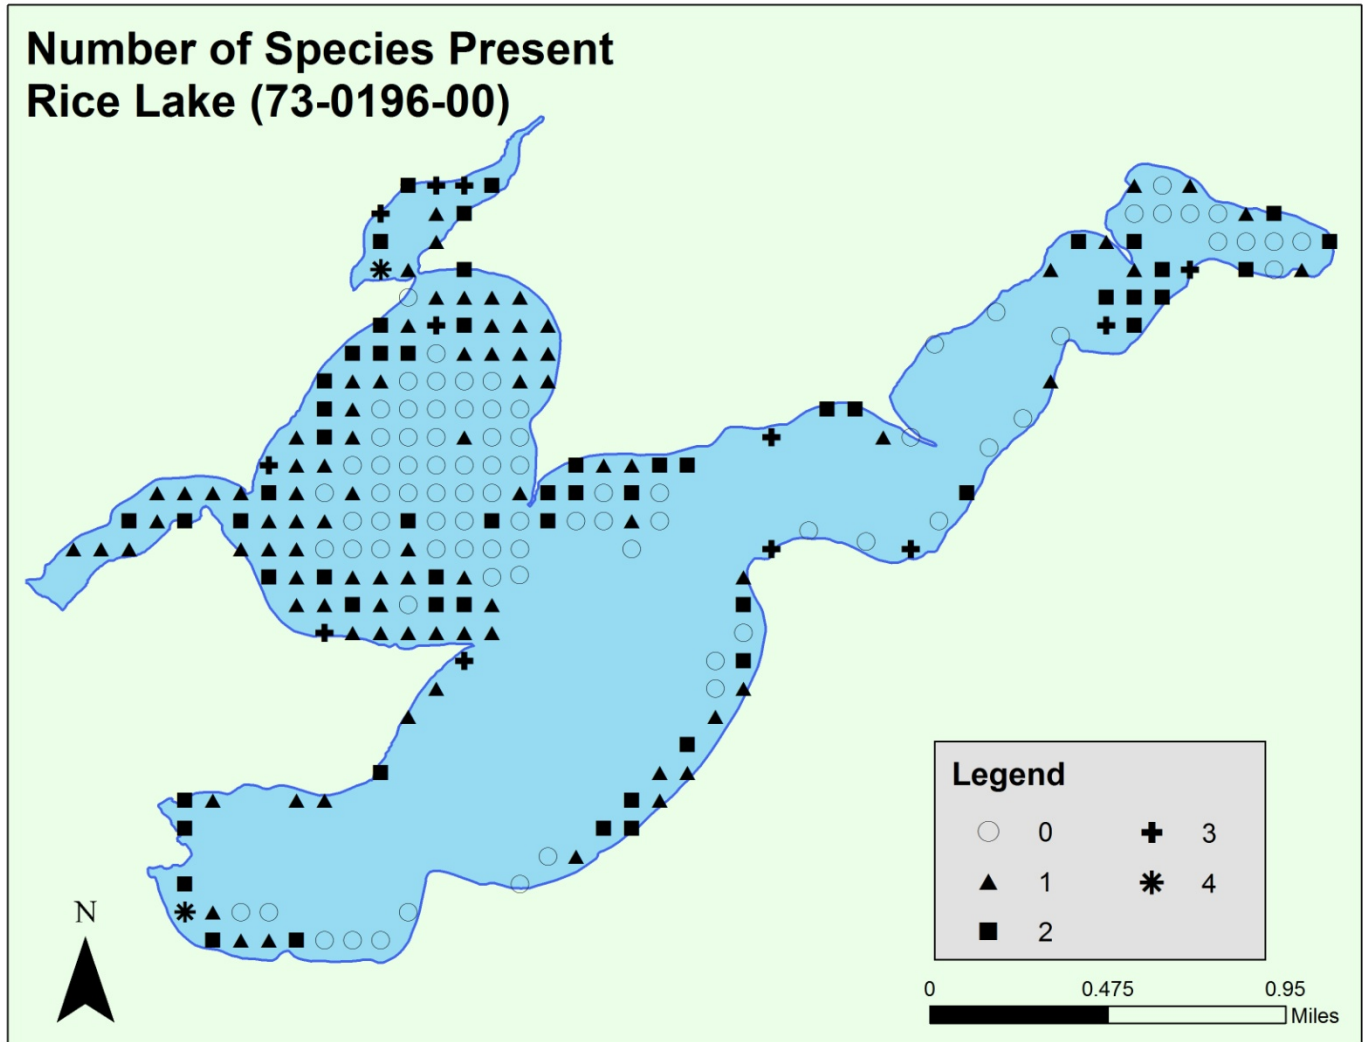 Number of Species Present
Rice Lake (73-0196-00)
Legend
0 3
1 4
2
N
0 0.475 0.95
Miles